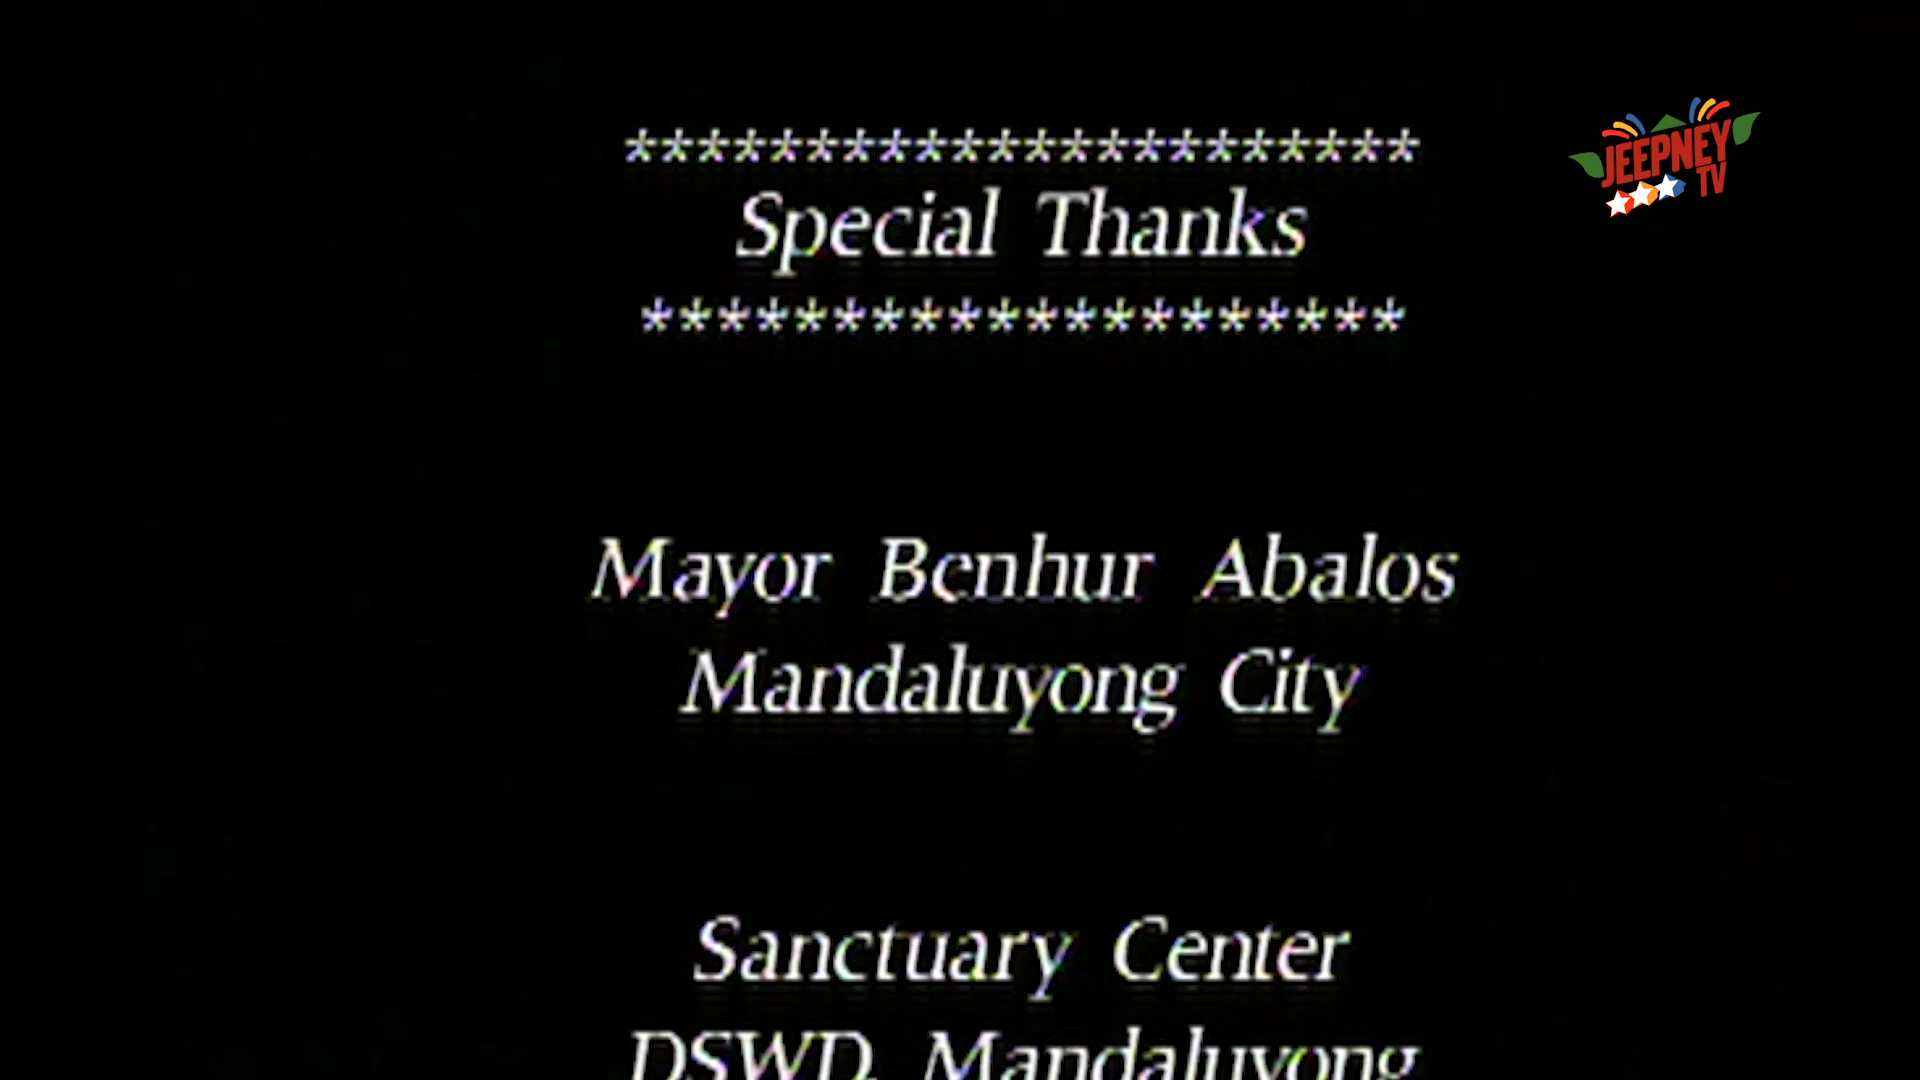 **********************
Special Thanks
********************
Mayor Benhur Abalos
Mandaluyong City
Sanctuary Center
DSWD, Mandaluyong
JEEPNEY
TV